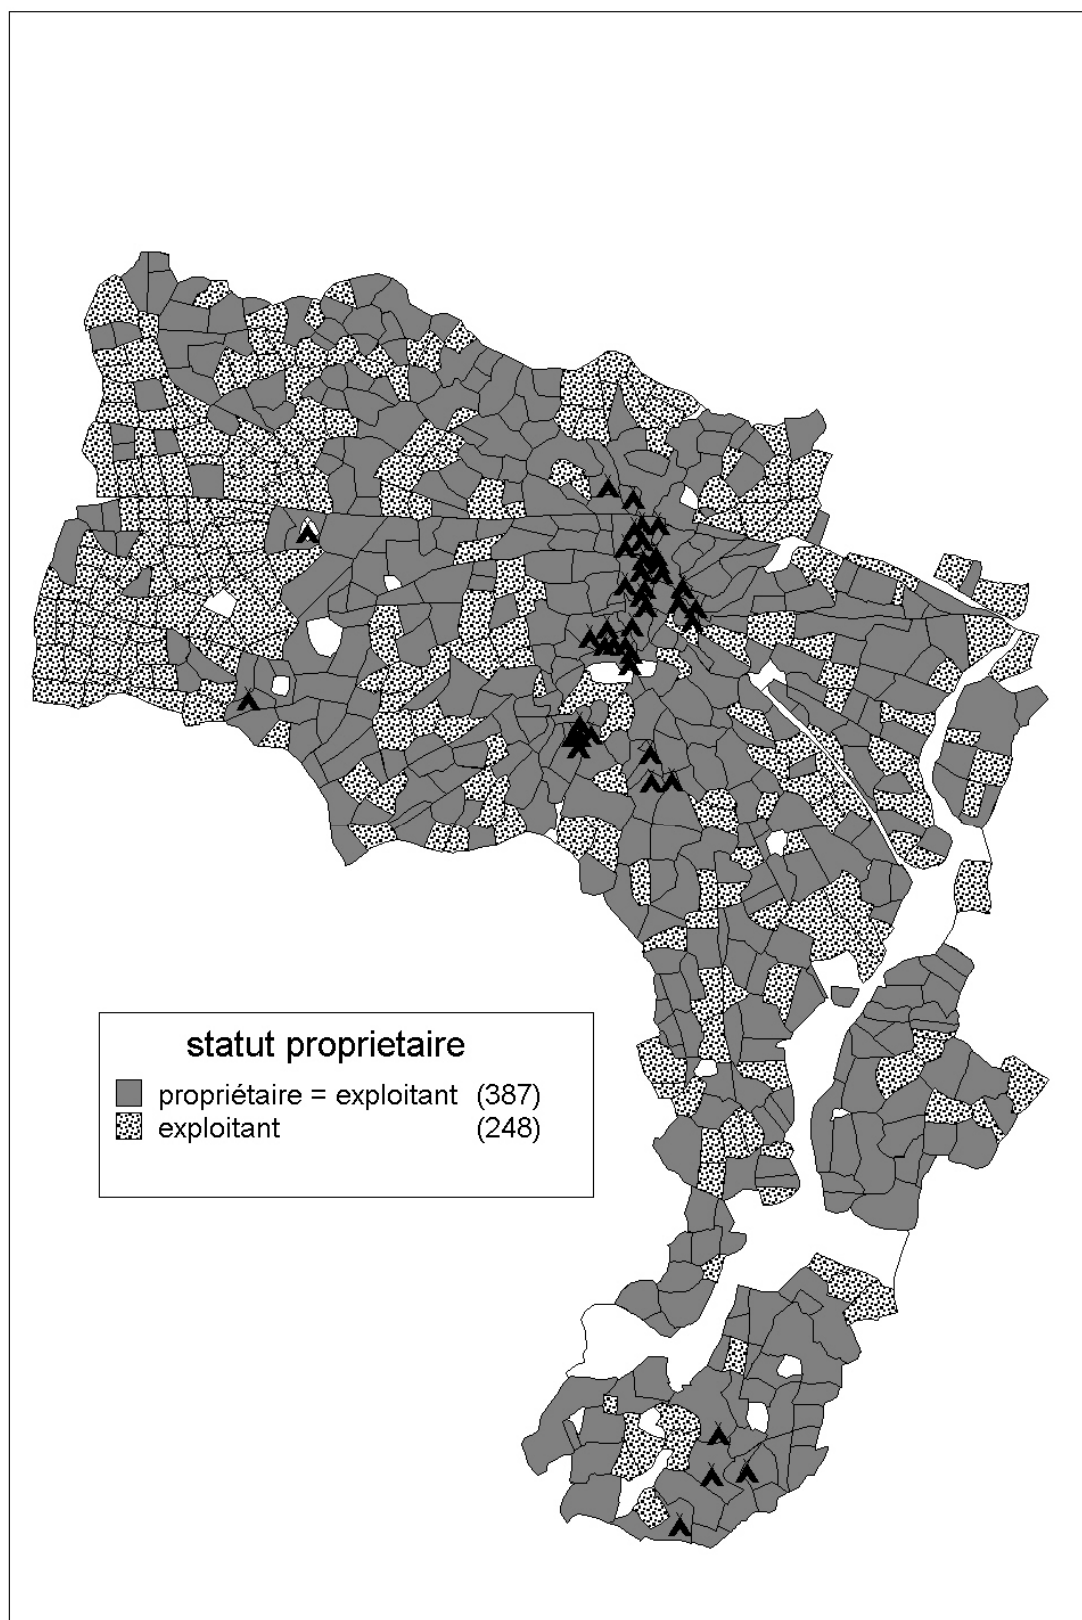 statut proprietaire
propriétaire = exploitant (387)
exploitant (248)